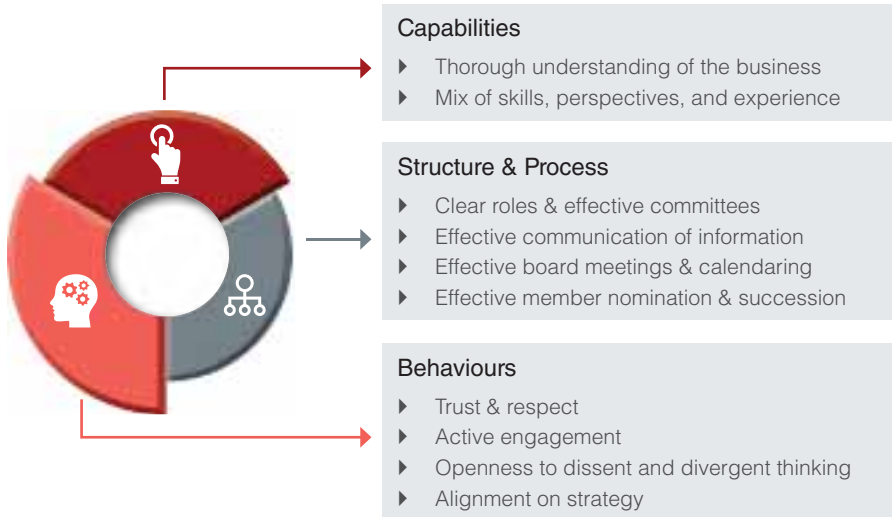 Capabilities
Thorough understanding of the business
Mix of skills, perspectives, and experience
Structure & Process
Clear roles & effective committees
Effective communication of information
Effective board meetings & calendaring
Effective member nomination & succession
Behaviours
Trust & respect
Active engagement
Openness to dissent and divergent thinking
Alignment on strategy